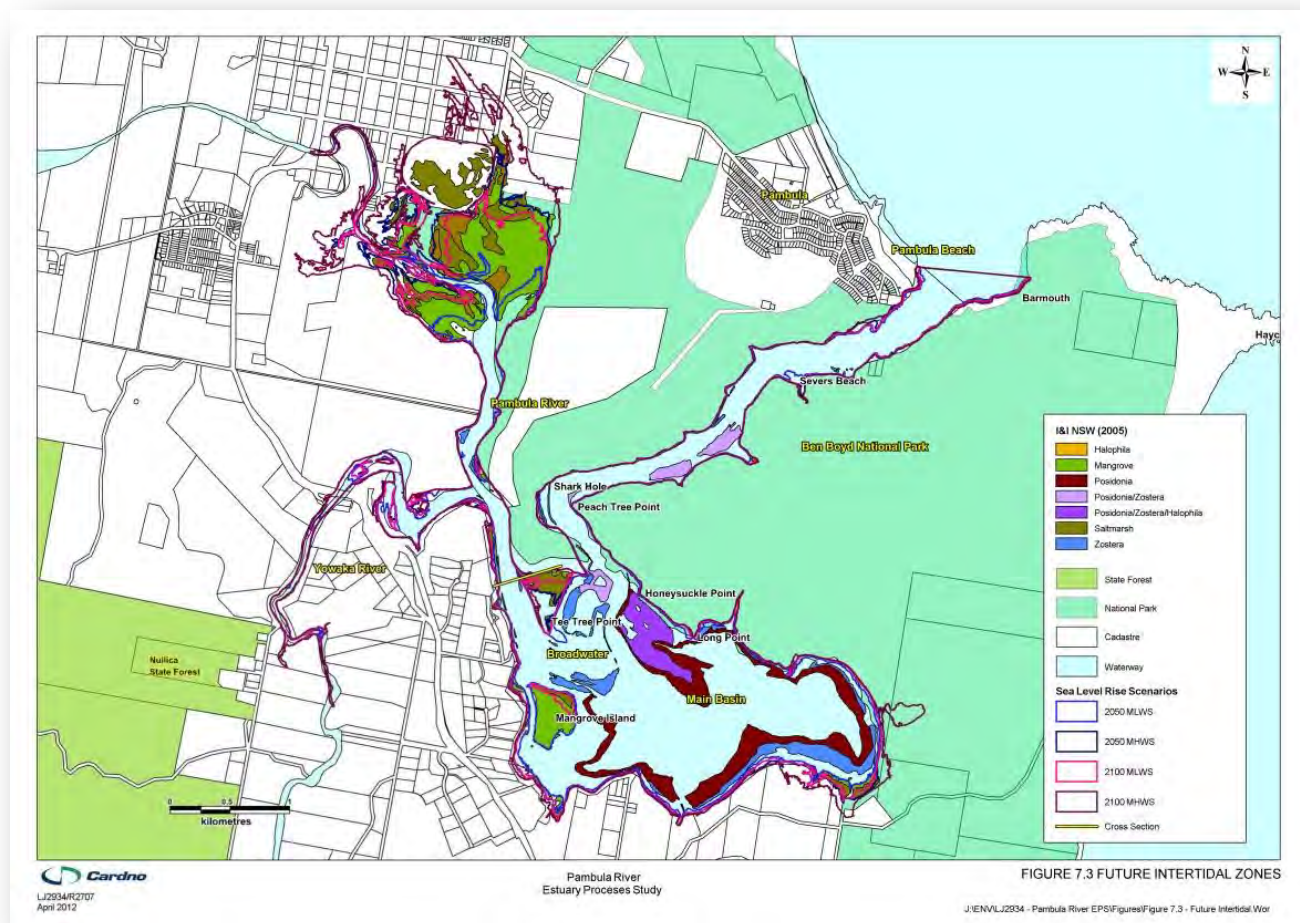 N
W E
S
Pambula
Pambula Beach
Barmouth
Hayc
Severs Beach
Pambula River
Ben Boyd National Park
Shark Hole
Peach Tree Point
Yowaka River
Honeysuckle Point
Tee Tree Point
Long Point
Broadwater
Nullica
State Forest
Main Basin
Mangrove Island
0 0.5 1
kilometres
I&I NSW (2005)
Halophila
Mangrove
Posidonia
Posidonia/Zostera
Posidonia/Zostera/Halophila
Saltmarsh
Zostera
State Forest
National Park
Cadastre
Waterway
Sea Level Rise Scenarios
2050 MLWS
2050 MHWS
2100 MLWS
2100 MHWS
Cross Section
Cardno
LJ2934/R2707
April 2012
Pambula River
Estuary Proceses Study
FIGURE 7.3 FUTURE INTERTIDAL ZONES
J:\ENV\LJ2934 - Pambula River EPS\Figures\Figure 7.3 - Future Intertidal.Wor